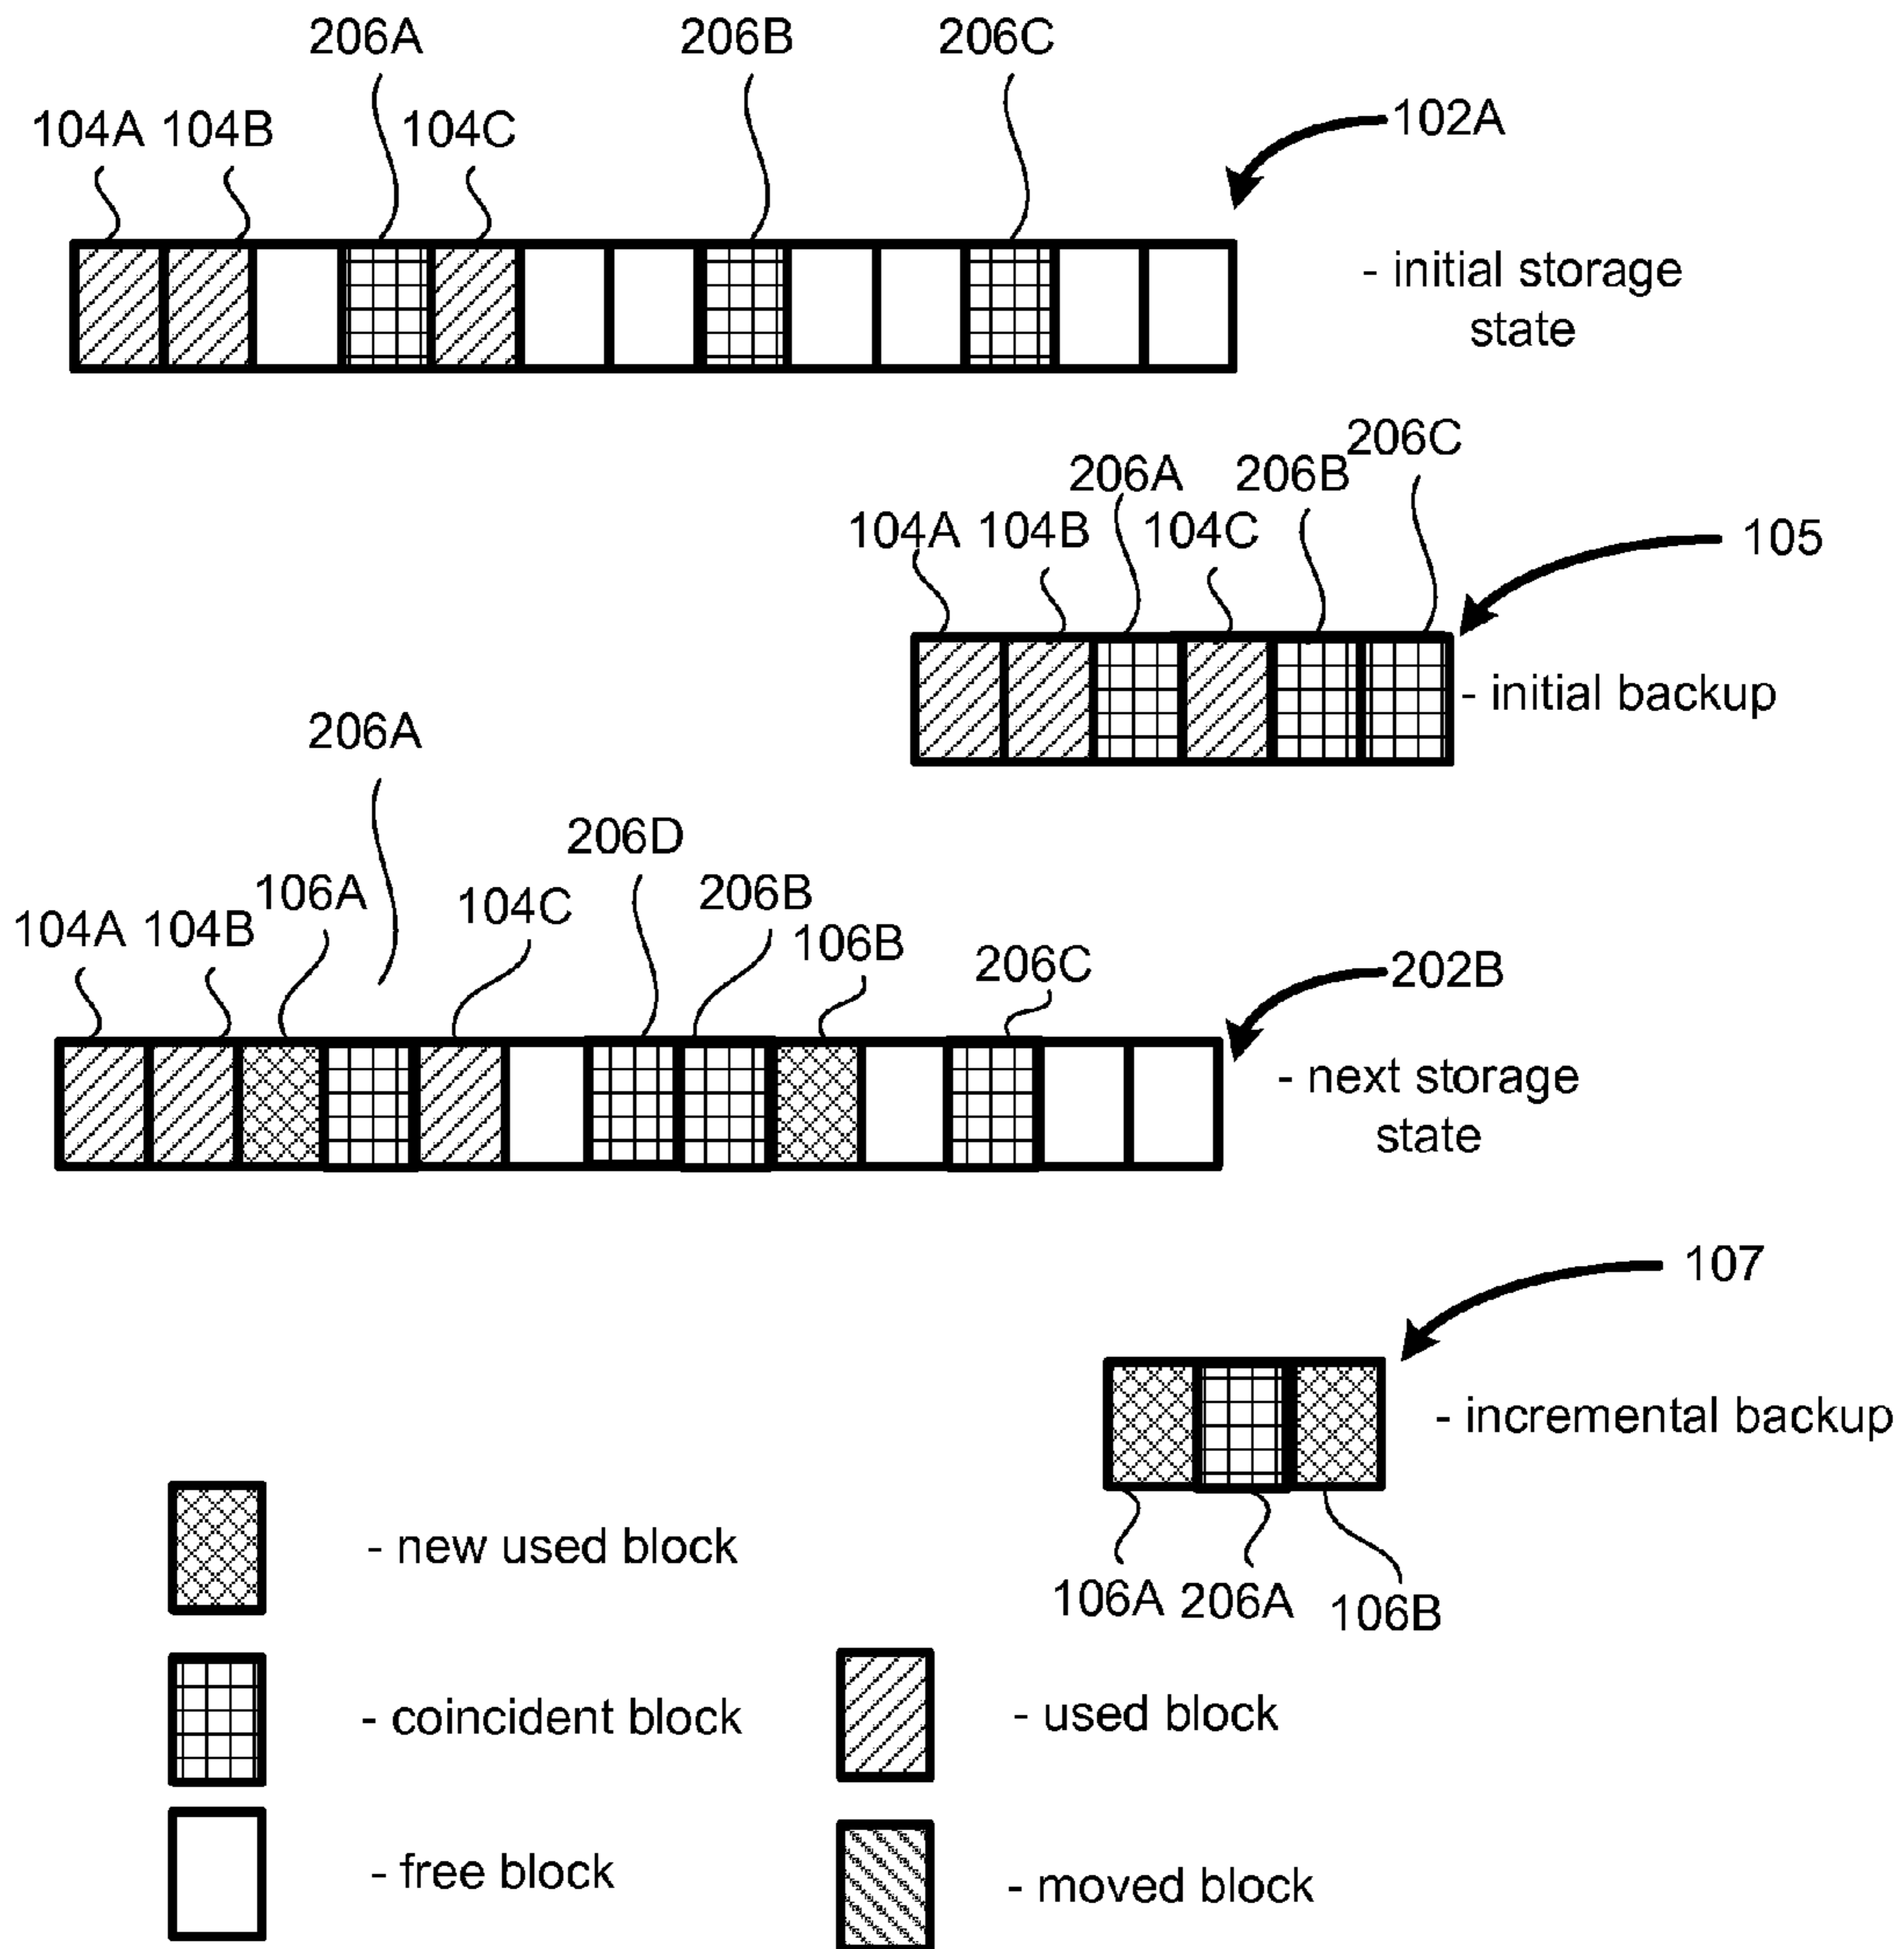 206A 206B 206C
104A 104B 104C 102A
- initial storage
state
206C
206A 206B
104A 104B 104C 105
- initial backup
206A
206D
106A 104C 206B
104A 104B 106B 206C 202B
- next storage
state
107
- incremental backup
- new used block
106A 206A 106B
- coincident block - used block
- free block - moved block